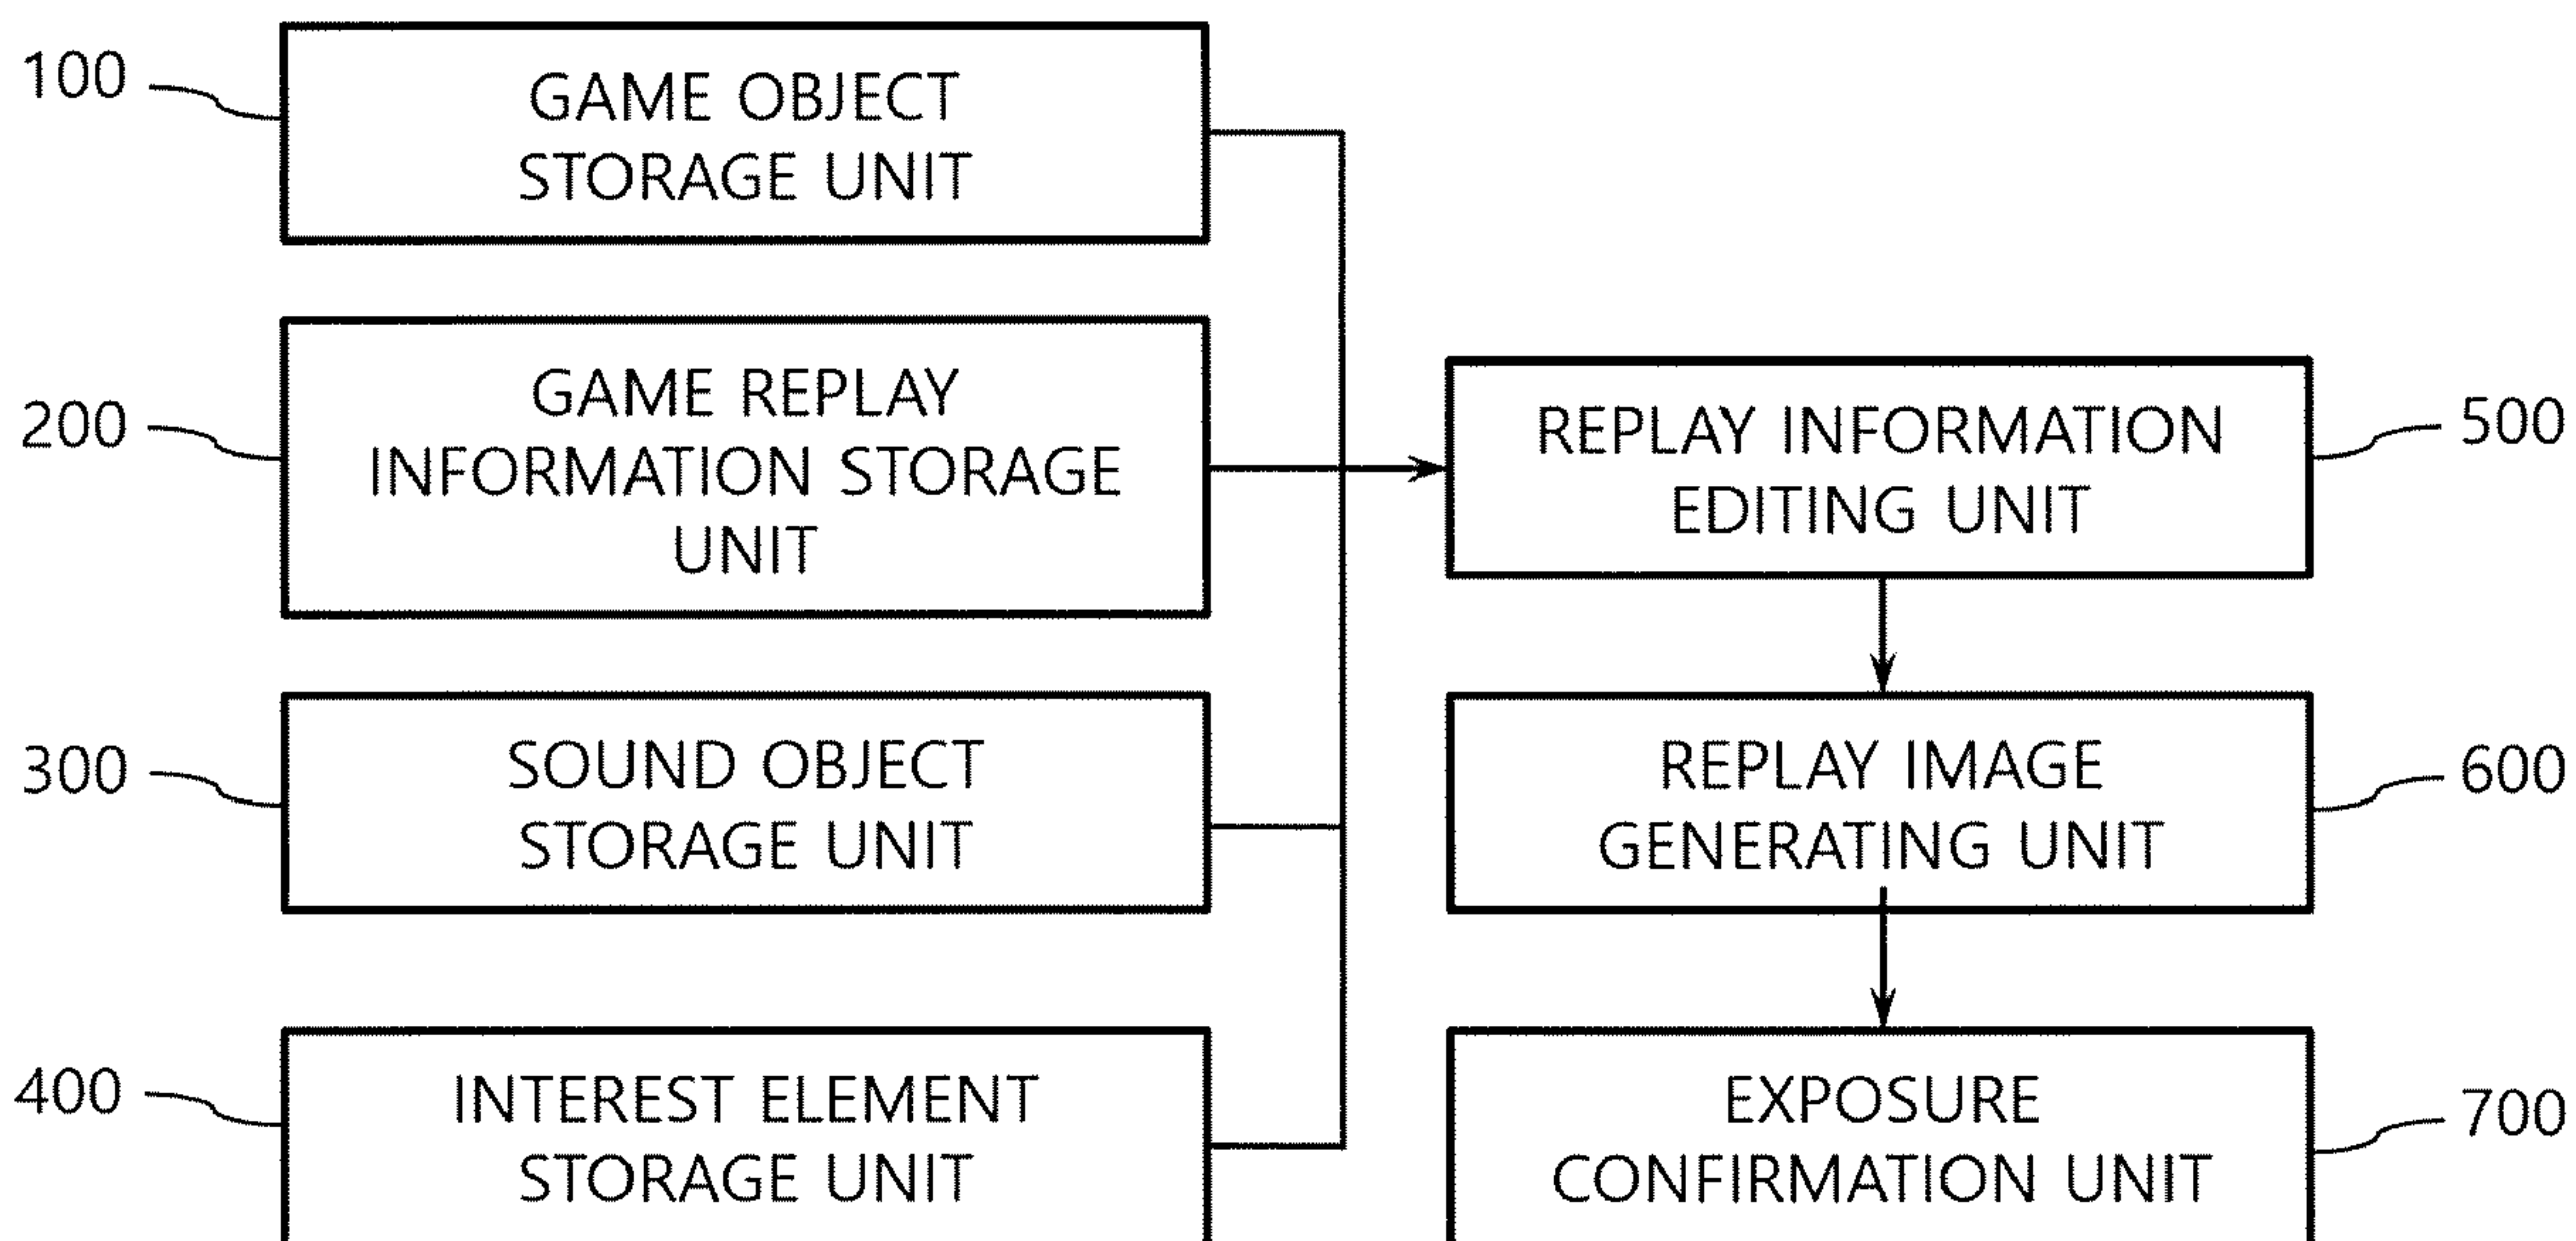 100
GAME OBJECT
STORAGE UNIT
200
GAME REPLAY
INFORMATION STORAGE
UNIT
300
SOUND OBJECT
STORAGE UNIT
400
INTEREST ELEMENT
STORAGE UNIT
REPLAY INFORMATION
EDITING UNIT
500
REPLAY IMAGE
GENERATING UNIT
600
EXPOSURE
CONFIRMATION UNIT
700